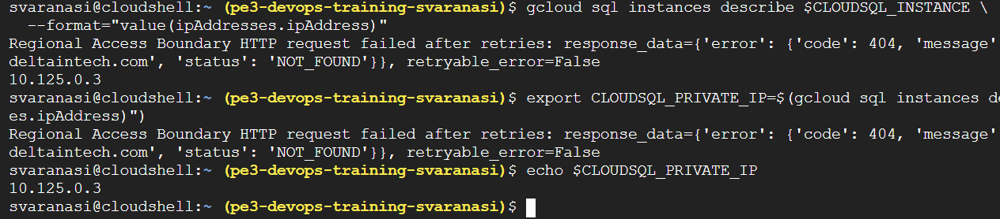 svaranasi@cloudshell:~ (pe3-devops-training-svaranasi)$ gcloud sql instances describe $CLOUDSQL_INSTANCE \
  --format="value(ipAddresses.ipAddress)"
Regional Access Boundary HTTP request failed after retries: response_data={'error': {'code': 404, 'message'
deltaintech.com', 'status': 'NOT_FOUND'}}, retryable_error=False
10.125.0.3
svaranasi@cloudshell:~ (pe3-devops-training-svaranasi)$ export CLOUDSQL_PRIVATE_IP=$(gcloud sql instances de
es.ipAddress)")
Regional Access Boundary HTTP request failed after retries: response_data={'error': {'code': 404, 'message'
deltaintech.com', 'status': 'NOT_FOUND'}}, retryable_error=False
svaranasi@cloudshell:~ (pe3-devops-training-svaranasi)$ echo $CLOUDSQL_PRIVATE_IP
10.125.0.3
svaranasi@cloudshell:~ (pe3-devops-training-svaranasi)$